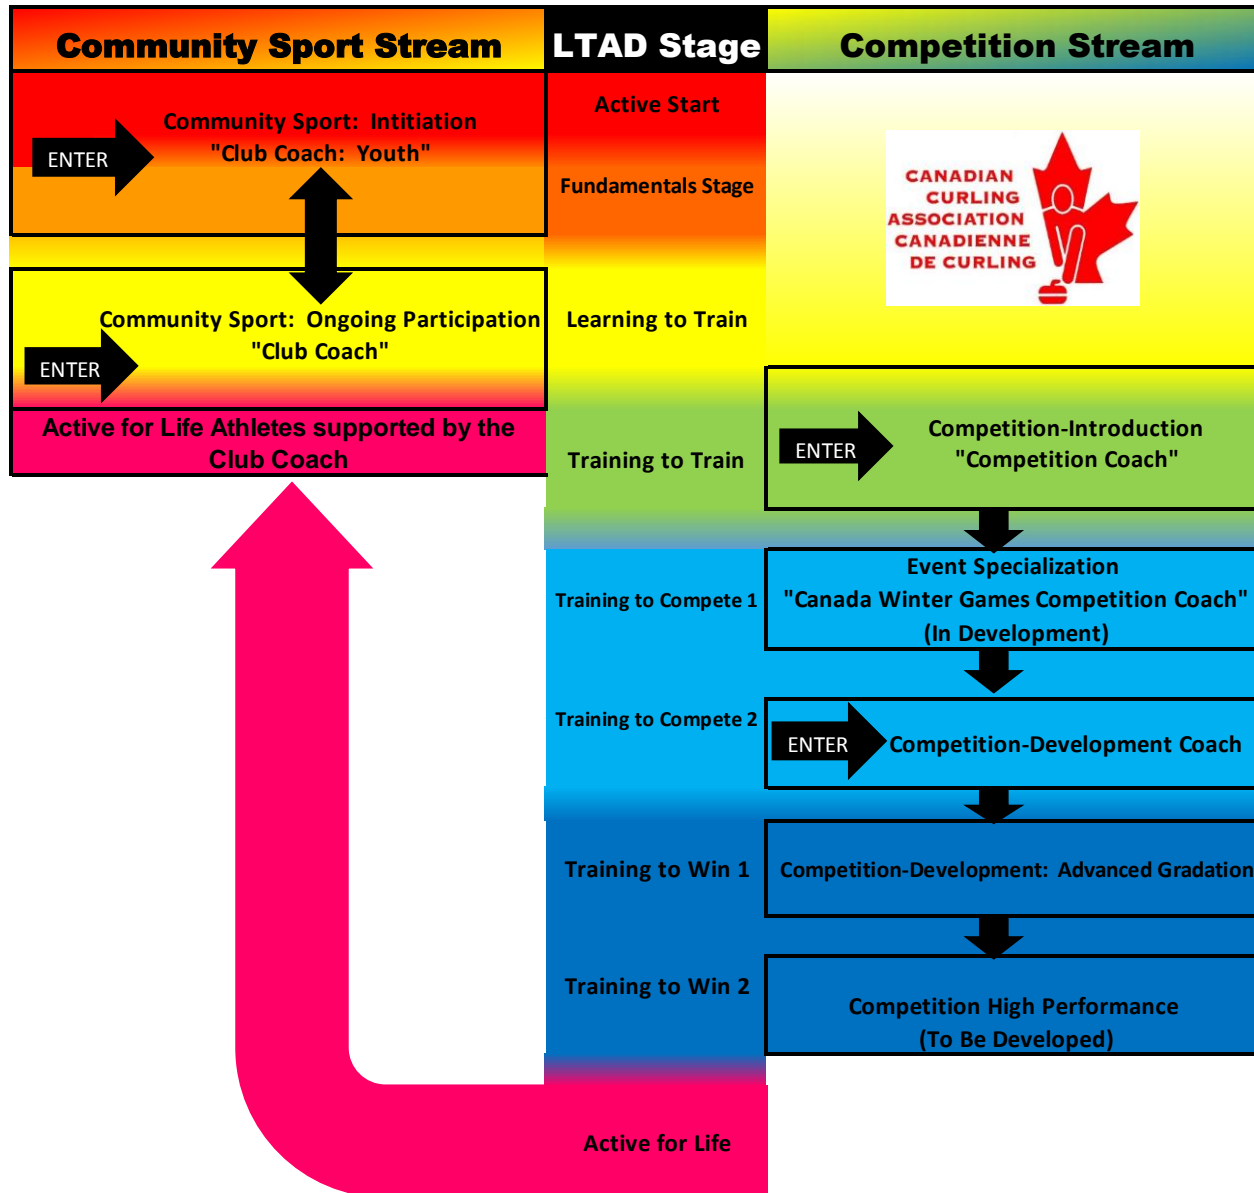 Community Sport Stream
LTAD Stage
Competition Stream
Community Sport:  Intitiation
"Club Coach:  Youth"
ENTER
Active Start
Fundamentals Stage
CANADIAN
CURLING
ASSOCIATION
CANADIENNE
DE CURLING
Community Sport:  Ongoing Participation
"Club Coach"
ENTER
Learning to Train
Active for Life Athletes supported by the
Club Coach
Training to Train
ENTER
Competition-Introduction
"Competition Coach"
Training to Compete 1
Event Specialization
"Canada Winter Games Competition Coach"
(In Development)
Training to Compete 2
ENTER
Competition-Development Coach
Training to Win 1
Competition-Development:  Advanced Gradation
Training to Win 2
Competition High Performance
(To Be Developed)
Active for Life